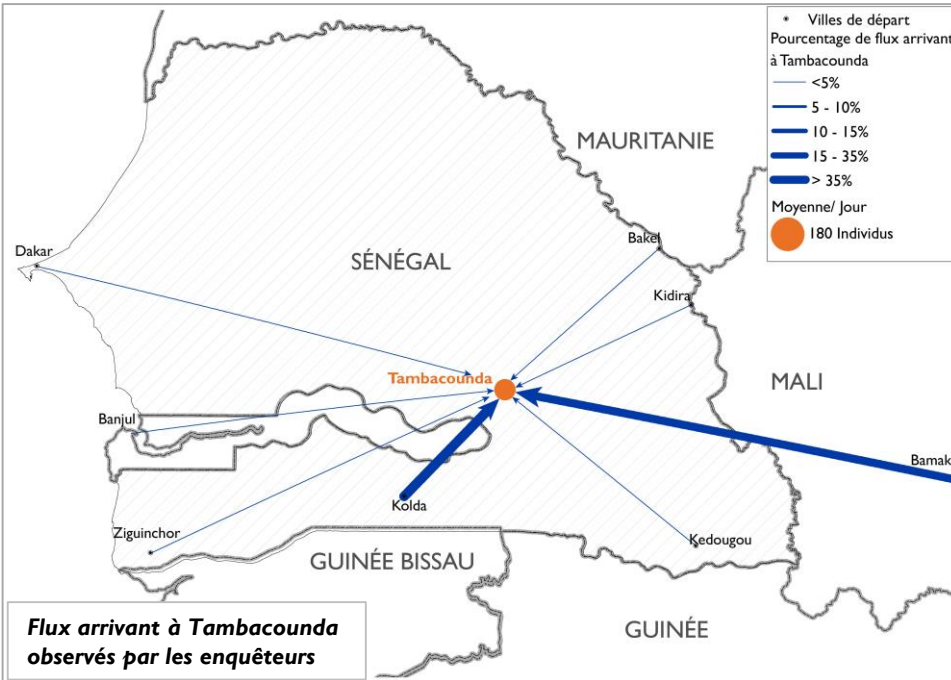 Villes de départ
Pourcentage de flux arrivant
à Tambacounda
<5%
5 - 10%
10 - 15%
15 - 35%
> 35%
Moyenne/ Jour
180 Individus
MAURITANIE
Bakel
Dakar
SÉNÉGAL
Kidira
Tambacounda
MALI
Banjul
Bamak
Kolda
Ziguinchor
Kedougou
GUINÉE BISSAU
GUINÉE
Flux arrivant à Tambacounda
observés par les enquêteurs